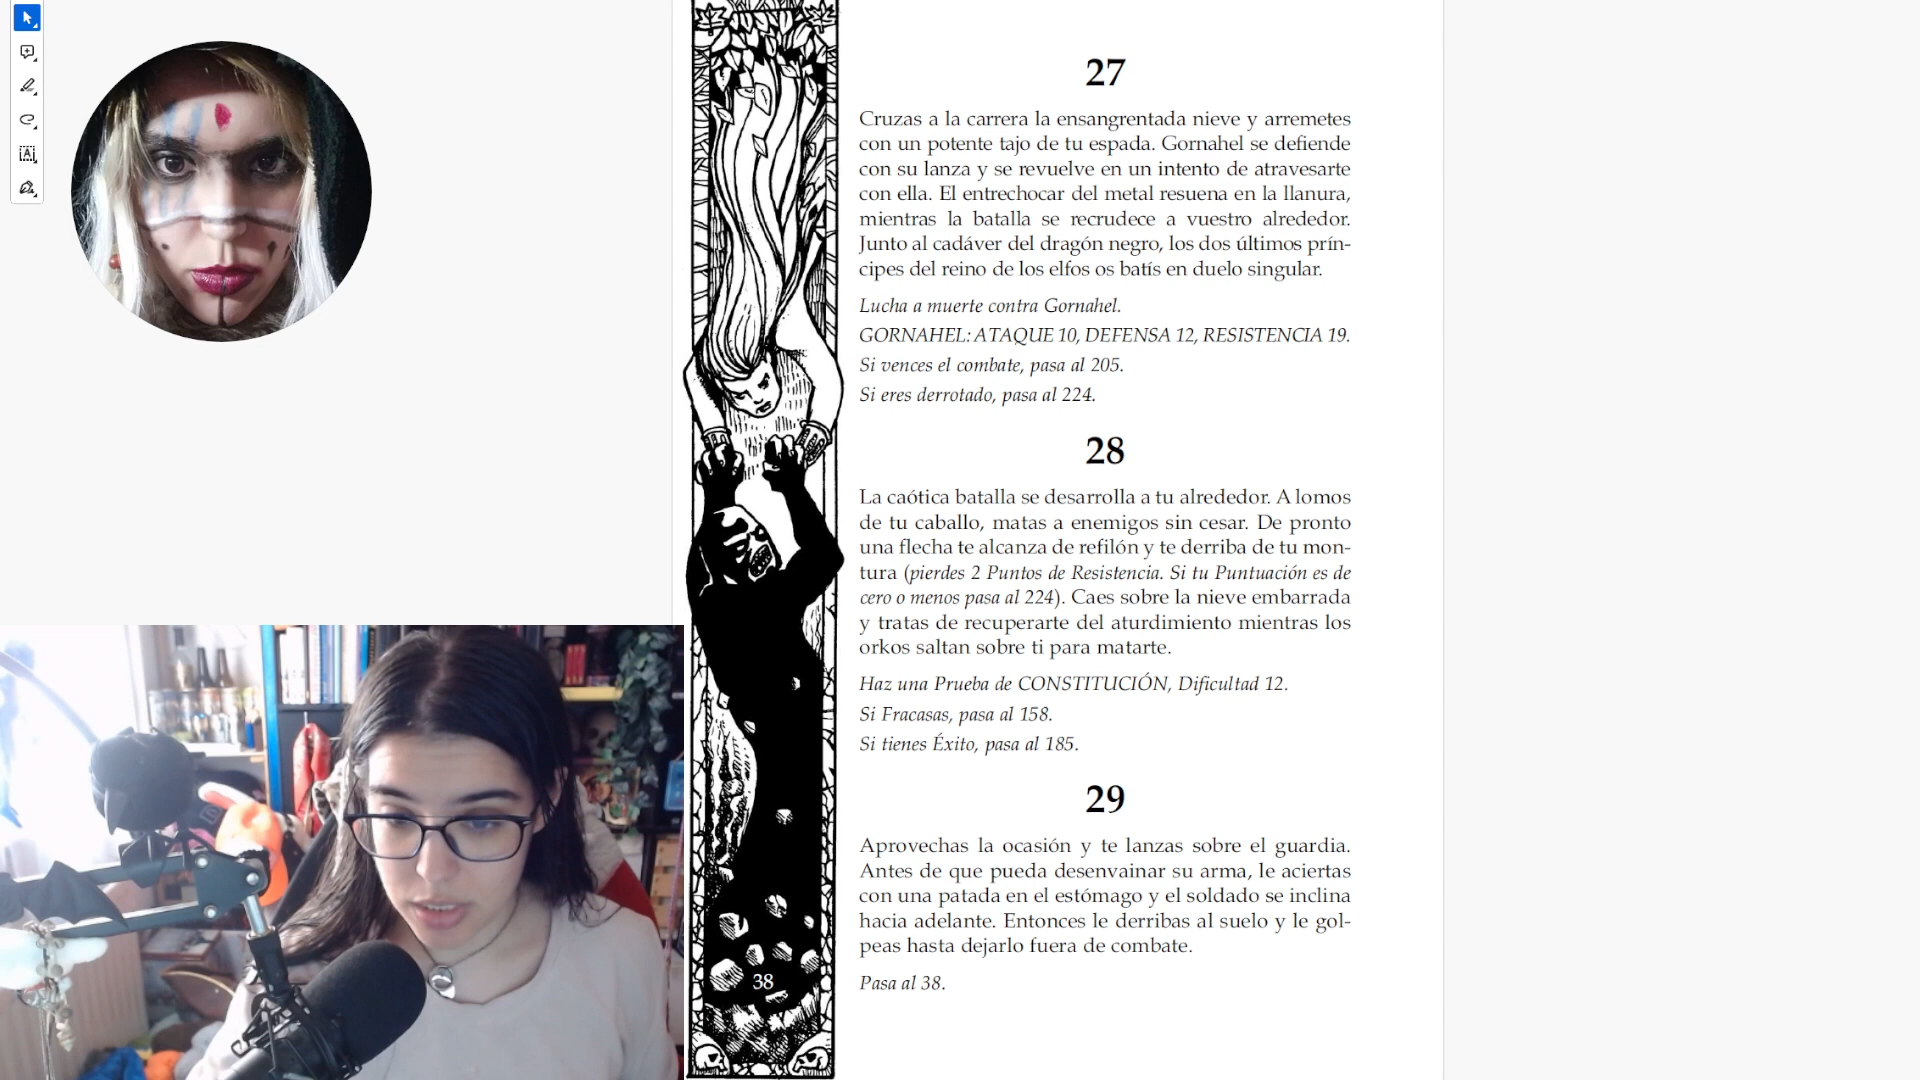 27
Cruzas a la carrera la ensangrentada nieve y arremetes
con un potente tajo de tu espada. Gornahel se defiende
con su lanza y se revuelve en un intento de atravesarte
con ella. El entrechocar del metal resuena en la llanura,
mientras la batalla se recrudece a vuestro alrededor.
Junto al cadáver del dragón negro, los dos últimos prín-
cipes del reino de los elfos os batís en duelo singular.
Lucha a muerte contra Gornahel.
GORNAHEL: ATAQUE 10, DEFENSA 12, RESISTENCIA 19.
Si vences el combate, pasa al 205.
Si eres derrotado, pasa al 224.
28
La caótica batalla se desarrolla a tu alrededor. A lomos
de tu caballo, matas a enemigos sin cesar. De pronto
una flecha te alcanza de refilón y te derriba de tu mon-
tura (pierdes 2 Puntos de Resistencia. Si tu Puntuación es de
cero o menos pasa al 224). Caes sobre la nieve embarrada
y tratas de recuperarte del aturdimiento mientras los
orkos saltan sobre ti para matarte.
Haz una Prueba de CONSTITUCIÓN, Dificultad 12.
Si Fracasas, pasa al 158.
Si tienes Éxito, pasa al 185.
29
Aprovechas la ocasión y te lanzas sobre el guardia.
Antes de que pueda desenvainar su arma, le aciertas
con una patada en el estómago y el soldado se inclina
hacia adelante. Entonces le derribas al suelo y le gol-
peas hasta dejarlo fuera de combate.
Pasa al 38.
38